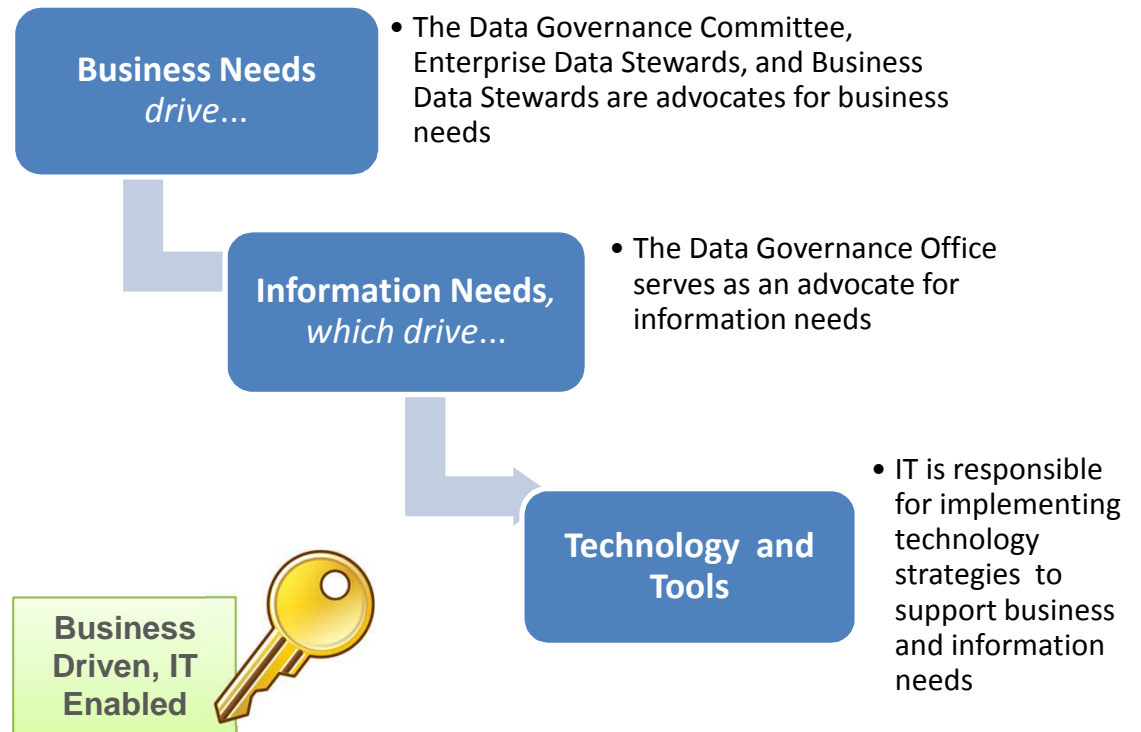 Business Needs
drive...
• The Data Governance Committee,
Enterprise Data Stewards, and Business
Data Stewards are advocates for business
needs
Information Needs,
which drive...
• The Data Governance Office
serves as an advocate for
information needs
Technology and
Tools
• IT is responsible
for implementing
technology
strategies to
support business
and information
needs
Business
Driven, IT
Enabled